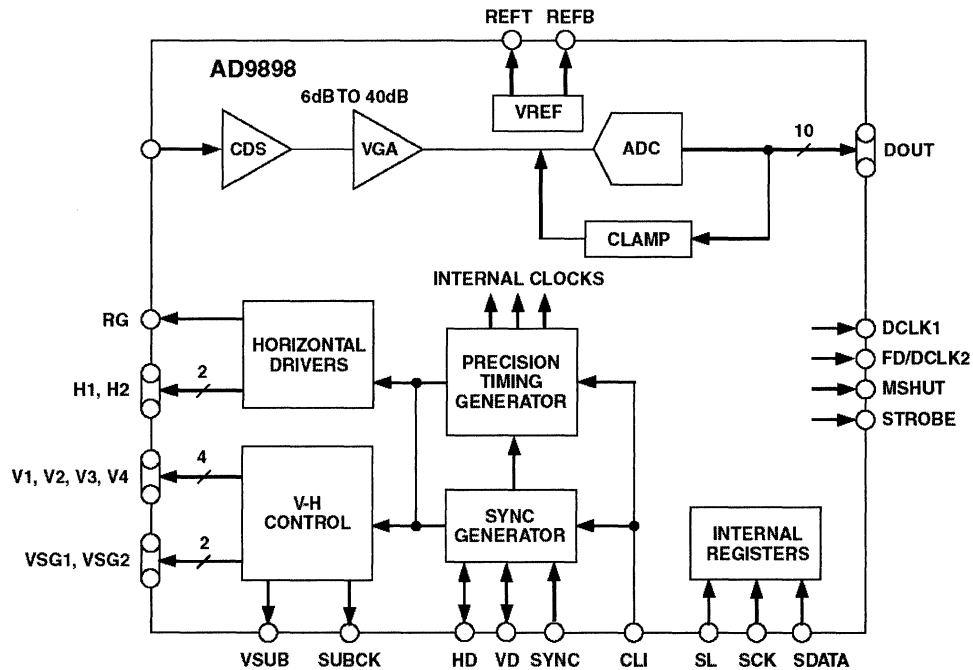 REFT REFB
AD9898
6dB TO 40dB
VREF
CDS
VGA
ADC
10
DOUT
CLAMP
INTERNAL CLOCKS
RG
HORIZONTAL
DRIVERS
PRECISION
TIMING
GENERATOR
DCLK1
FD/DCLK2
MSHUT
STROBE
H1, H2
2
V1, V2, V3, V4
4
V-H
CONTROL
SYNC
GENERATOR
INTERNAL
REGISTERS
VSG1, VSG2
2
VSUB SUBCK HD VD SYNC CLI SL SCK SDATA